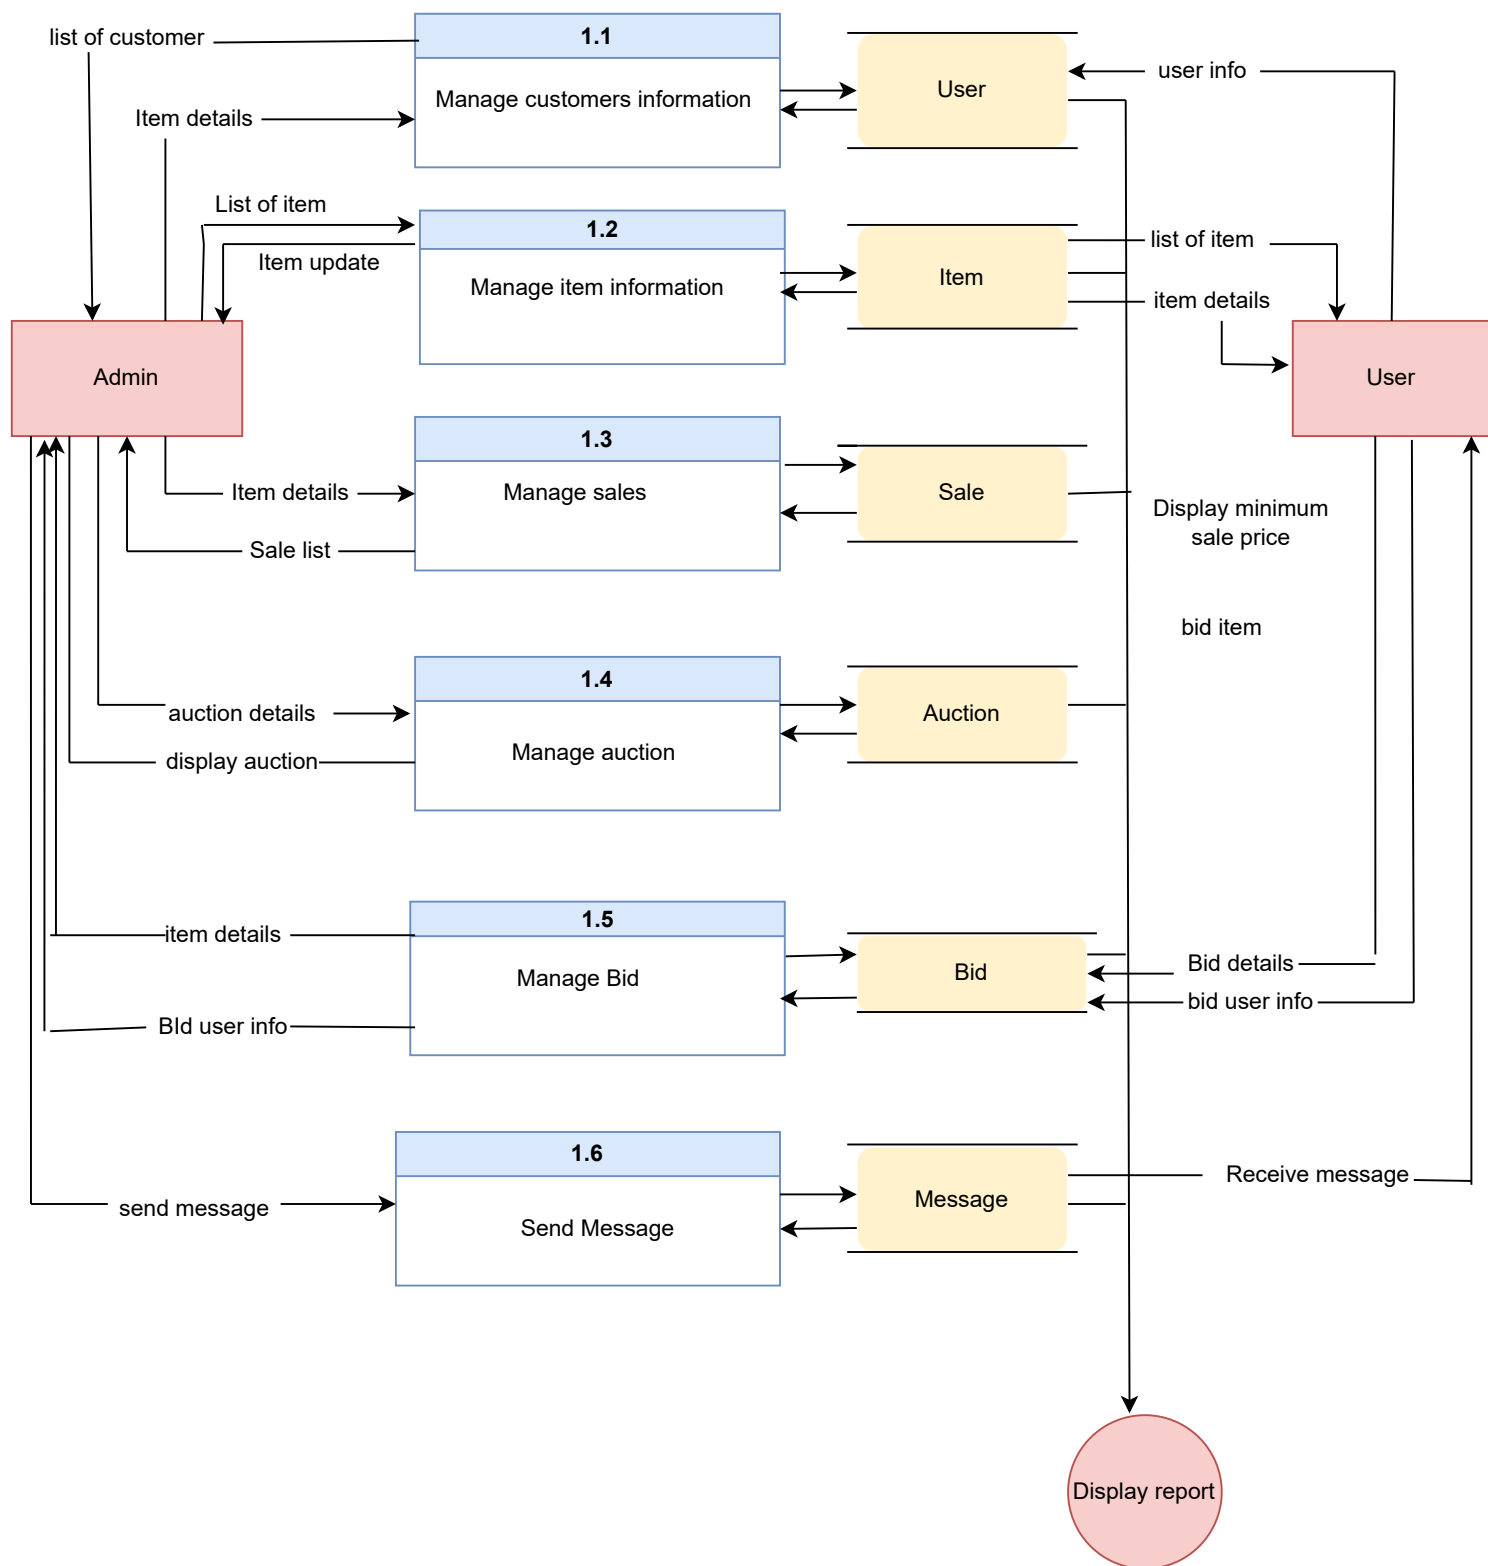 list of customer
1.1
Manage customers information
User
user info
Item details
List of item
Item update
1.2
Manage item information
Item
list of item
item details
Admin
User
1.3
Manage sales
Item details
Sale list
Sale
Display minimum
sale price
bid item
1.4
Manage auction
auction details
display auction
Auction
1.5
Manage Bid
item details
BId user info
Bid
Bid details
bid user info
1.6
Send Message
send message
Message
Receive message
Display report